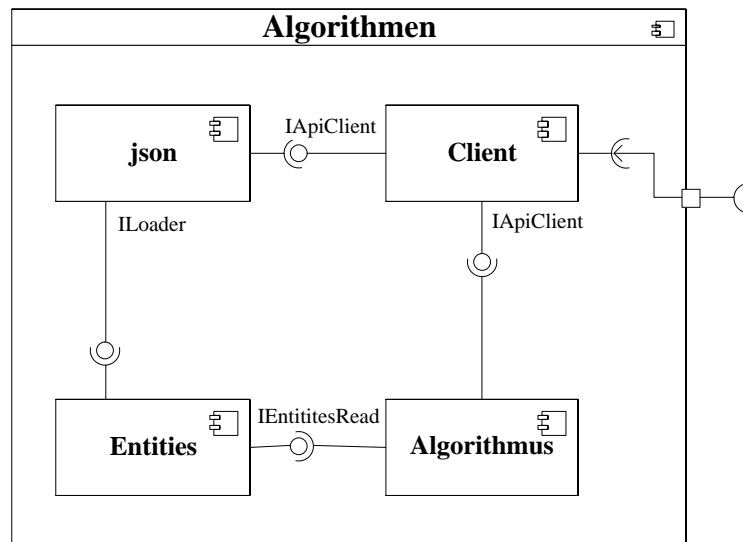 Algorithmen
IApiClient
json
Client
ILoader
IApiClient
IEntititesRead
Entities
Algorithmus